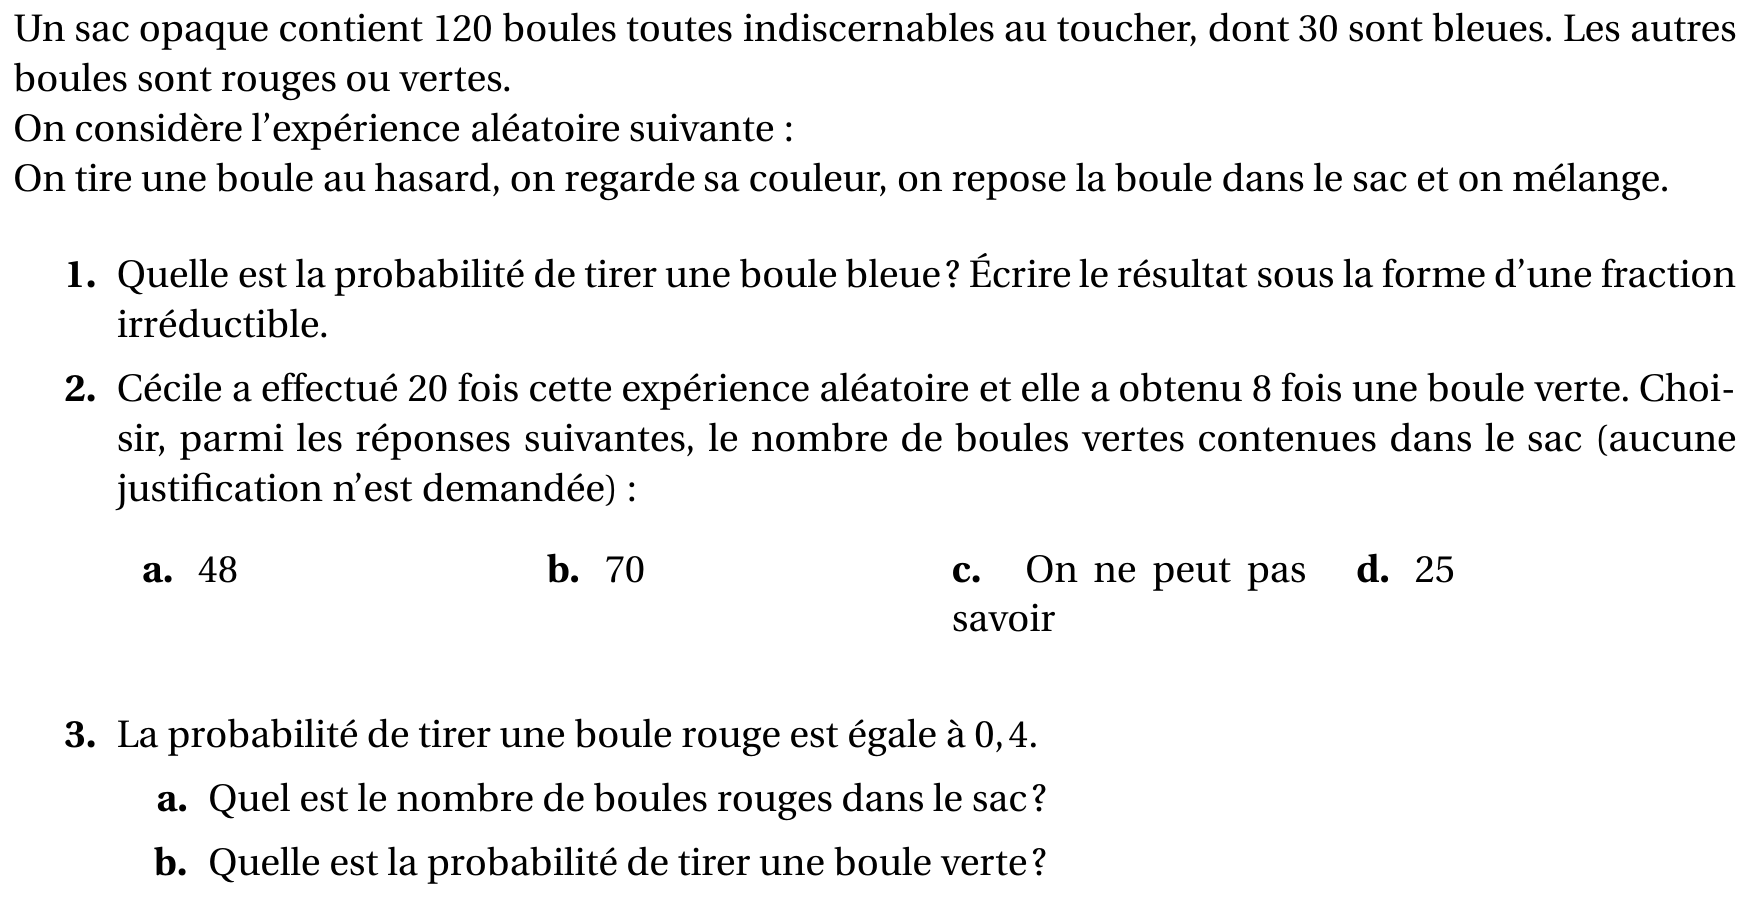 Un sac opaque contient 120 boules toutes indiscernables au toucher, dont 30 sont bleues. Les autres
boules sont rouges ou vertes.
On considère l’expérience aléatoire suivante :
On tire une boule au hasard, on regarde sa couleur, on repose la boule dans le sac et on mélange.
1. Quelle est la probabilité de tirer une boule bleue ? Écrire le résultat sous la forme d’une fraction
irréductible.
2. Cécile a effectué 20 fois cette expérience aléatoire et elle a obtenu 8 fois une boule verte. Choi-
sir, parmi les réponses suivantes, le nombre de boules vertes contenues dans le sac (aucune
justification n’est demandée) :
a. 48 b. 70 c. On ne peut pas d. 25
savoir
3. La probabilité de tirer une boule rouge est égale à 0,4.
a. Quel est le nombre de boules rouges dans le sac ?
b. Quelle est la probabilité de tirer une boule verte ?